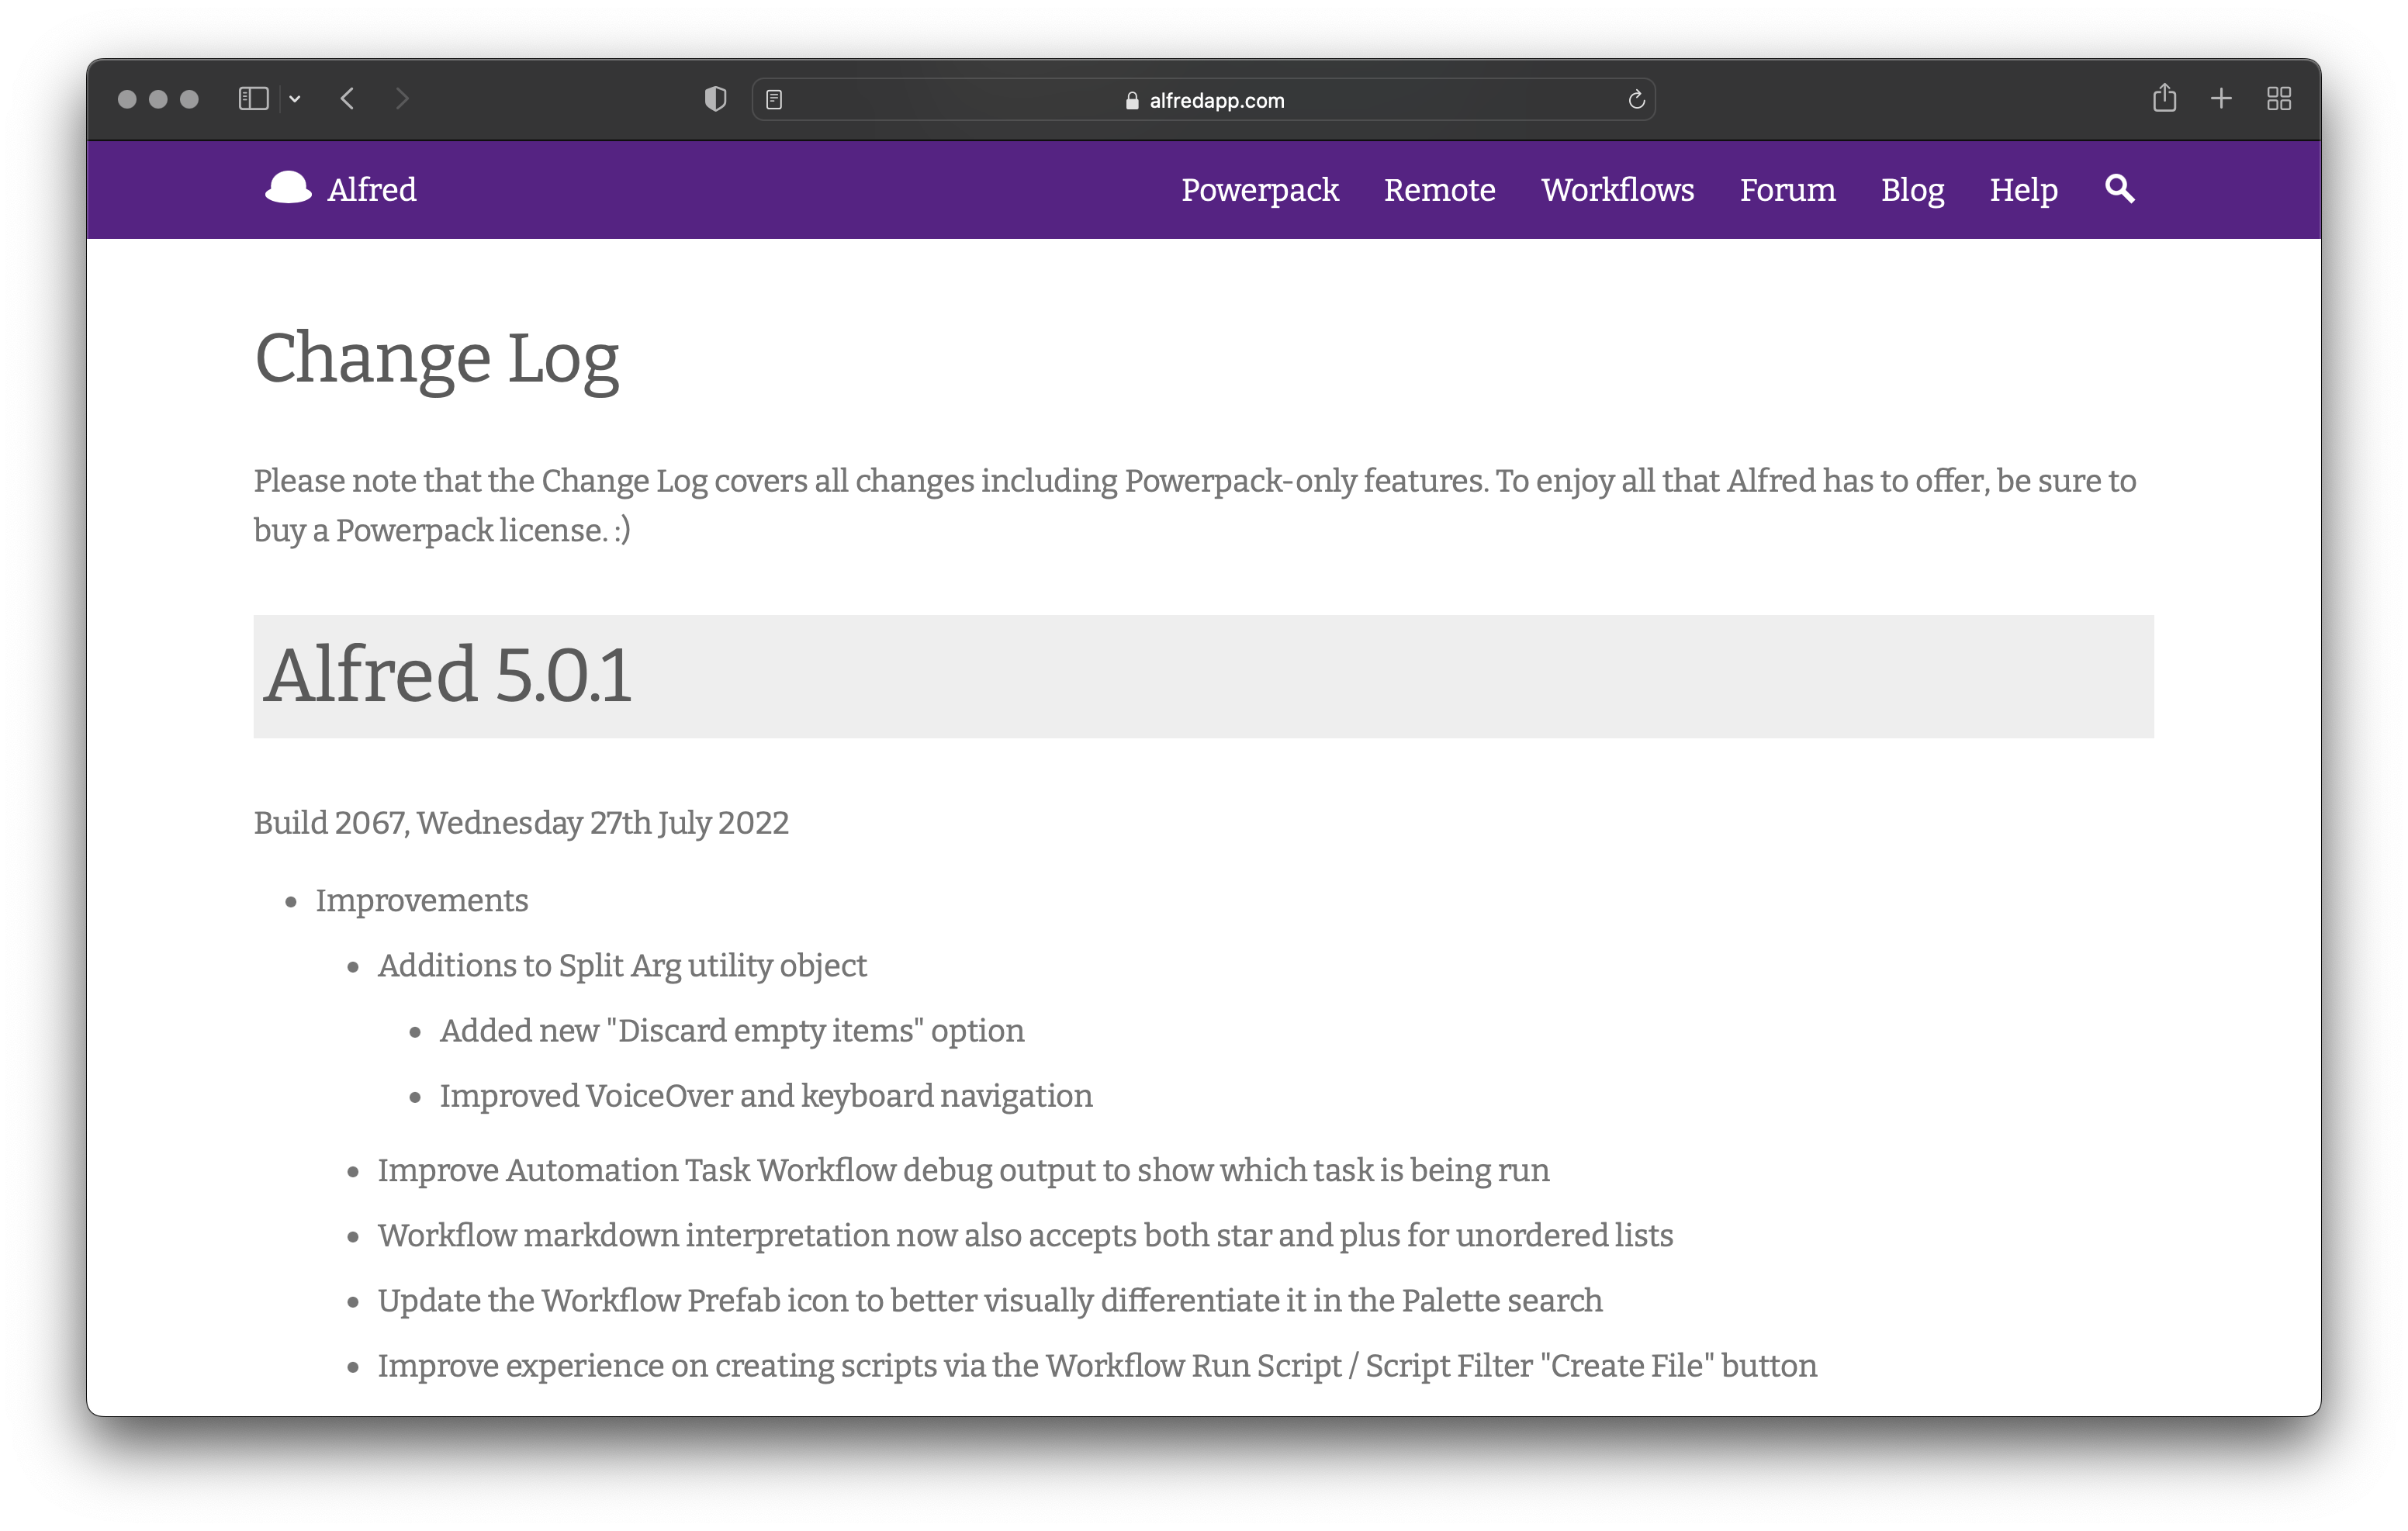 alfredapp.com
Alfred
Powerpack Remote Workflows Forum Blog Help
Change Log
Please note that the Change Log covers all changes including Powerpack-only features. To enjoy all that Alfred has to offer, be sure to
buy a Powerpack license. :)
Alfred 5.0.1
Build 2067, Wednesday 27th July 2022
• Improvements
• Additions to Split Arg utility object
• Added new "Discard empty items" option
• Improved VoiceOver and keyboard navigation
• Improve Automation Task Workflow debug output to show which task is being run
• Workflow markdown interpretation now also accepts both star and plus for unordered lists
• Update the Workflow Prefab icon to better visually differentiate it in the Palette search
• Improve experience on creating scripts via the Workflow Run Script / Script Filter "Create File" button